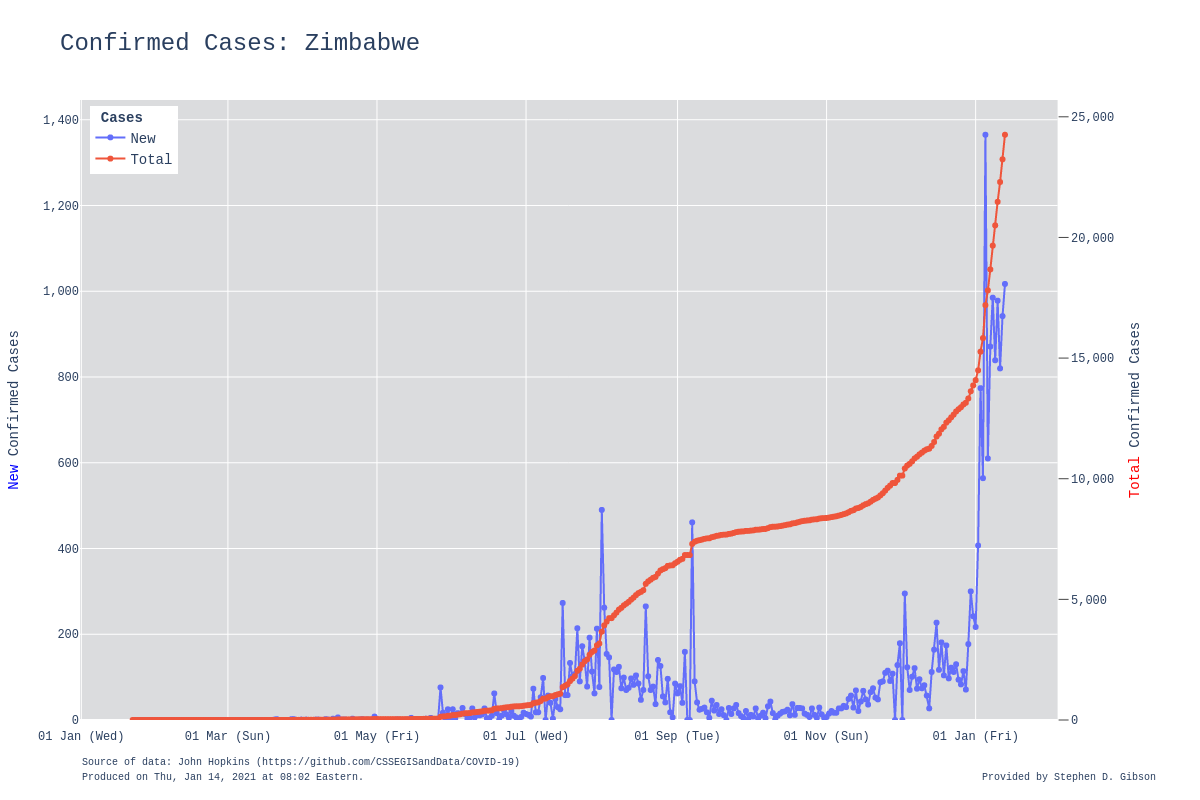 Confirmed Cases: Zimbabwe
Cases
New
Total
1,400
1,200
1,000
800
600
400
200
0
New Confirmed Cases
25,000
20,000
15,000
10,000
5,000
0
Total Confirmed Cases
01 Jan (Wed) 01 Mar (Sun) 01 May (Fri) 01 Jul (Wed) 01 Sep (Tue) 01 Nov (Sun) 01 Jan (Fri)
Source of data: John Hopkins (https://github.com/CSSEGISandData/COVID-19)
Produced on Thu, Jan 14, 2021 at 08:02 Eastern.
Provided by Stephen D. Gibson